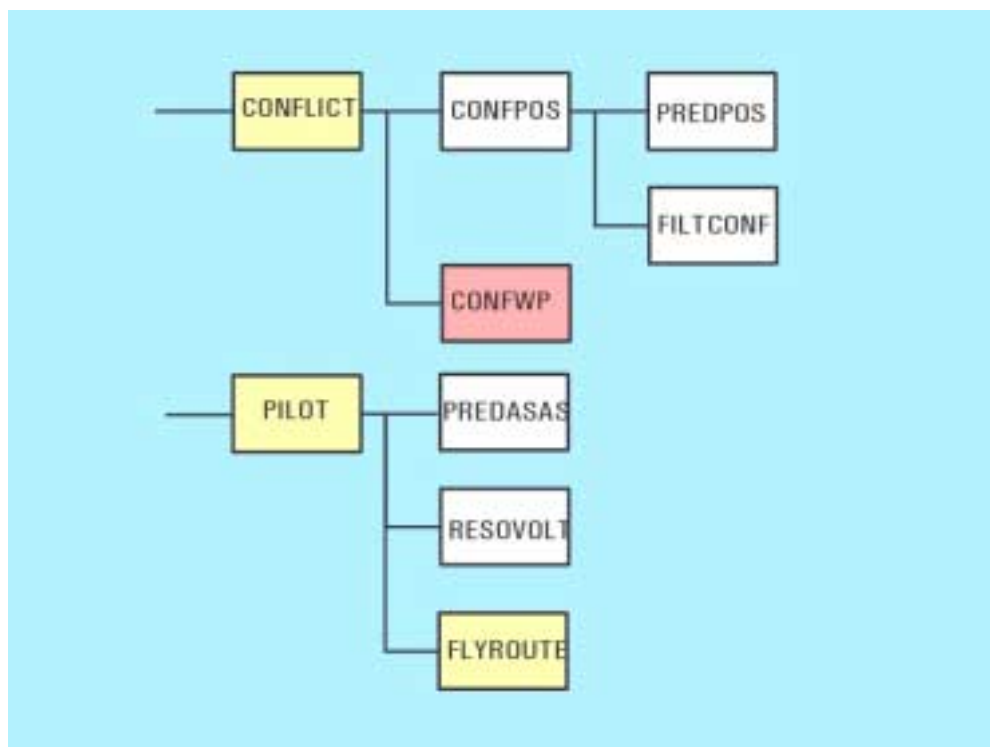 CONFLICT
CONFPOS
PREDPOS
FILTCONF
CONFWP
PILOT
PREDASAS
RESOVOLT
FLYROUTE